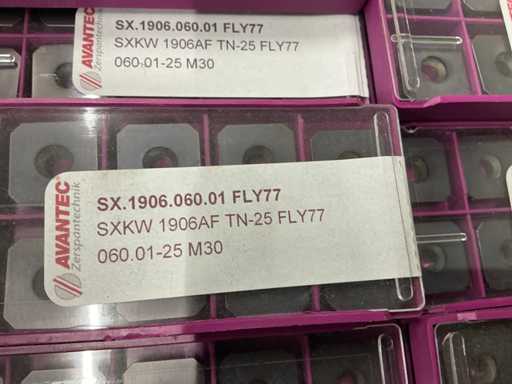 AVANTEC
Zerspantechnik
SX.1906.060.01 FLY77
SXKW 1906AF TN-25 FLY77
060.01-25 M30
AVANTEC
Zerspantechnik
SX.1906.060.01 FLY77
SXKW 1906AF TN-25 FLY77
060.01-25 M30